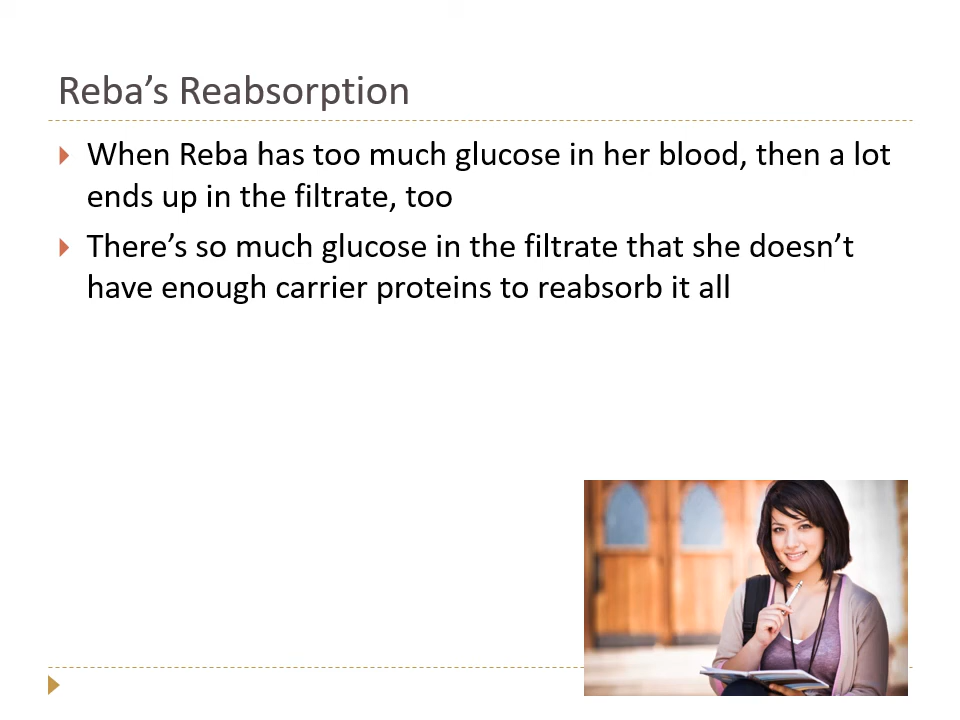 Reba’s Reabsorption
When Reba has too much glucose in her blood, then a lot
ends up in the filtrate, too
There’s so much glucose in the filtrate that she doesn’t
have enough carrier proteins to reabsorb it all